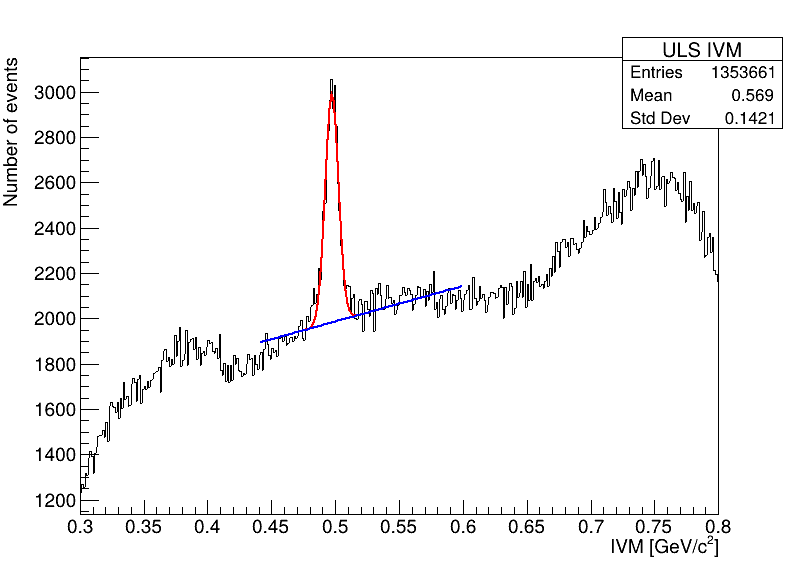 ULS IVM
Entries 1353661
Mean 0.569
Std Dev 0.1421
Number of events
3000
2800
2600
2400
2200
2000
1800
1600
1400
1200
0.3 0.35 0.4 0.45 0.5 0.55 0.6 0.65 0.7 0.75 0.8
IVM [GeV/c²]